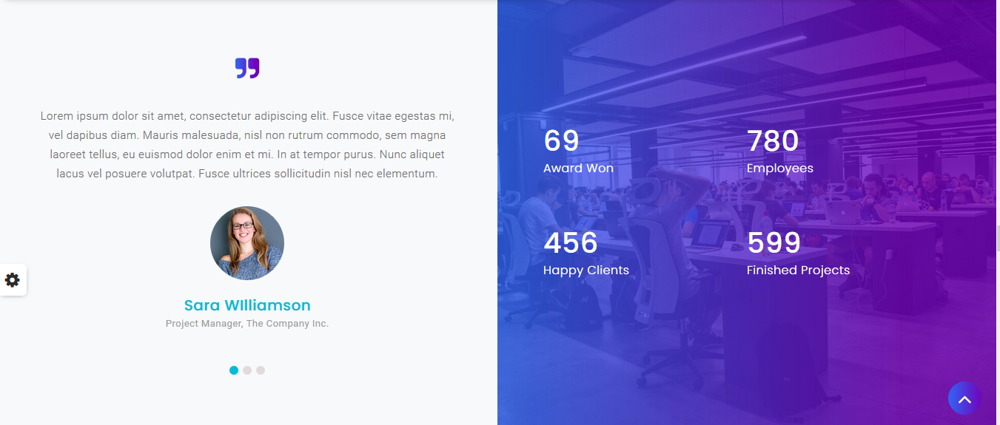 Lorem ipsum dolor sit amet, consectetur adipiscing elit. Fusce vitae egestas mi,
vel dapibus diam. Mauris malesuada, nisl non rutrum commodo, sem magna
laoreet tellus, eu euismod dolor enim et mi. In at tempor purus. Nunc aliquet
lacus vel posuere volutpat. Fusce ultrices sollicitudin nisl nec elementum.
Sara WIlliamson
Project Manager, The Company Inc.
69
Award Won
780
Employees
456
Happy Clients
599
Finished Projects